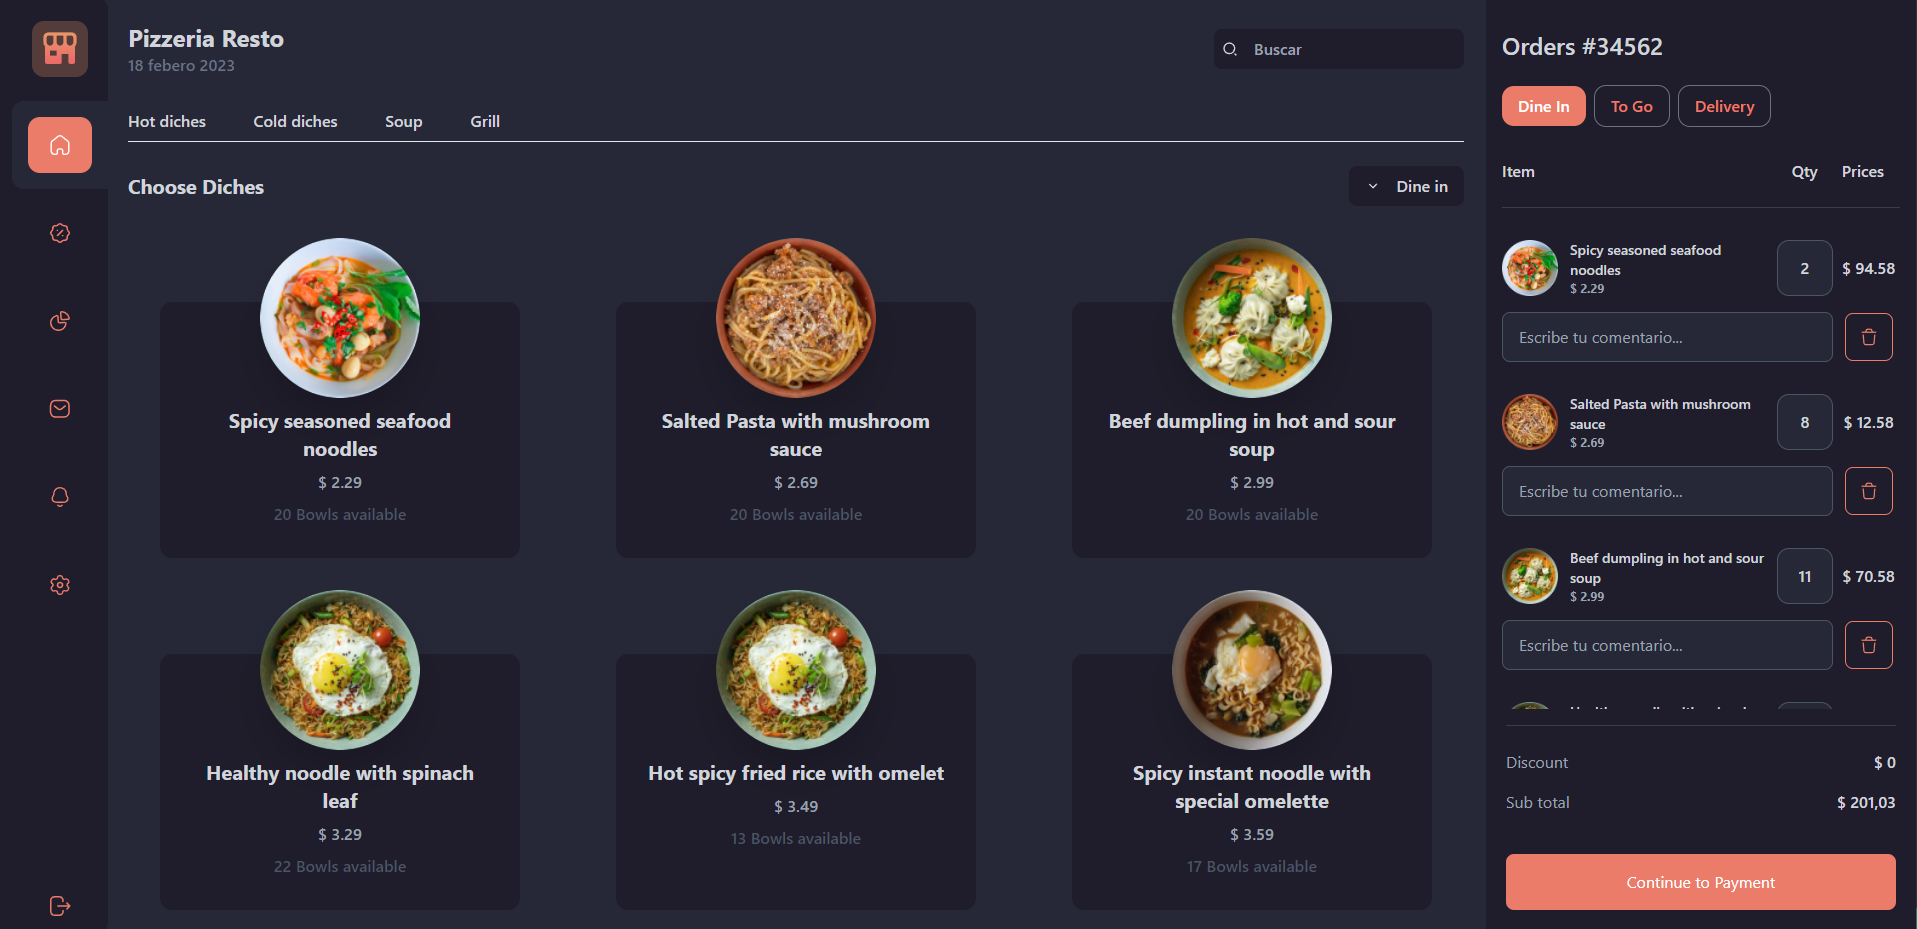 Pizzeria Resto
18 febero 2023
Buscar
Hot diches
Cold diches
Soup
Grill
Choose Diches
Dine in
Spicy seasoned seafood
noodles
$ 2.29
20 Bowls available
Salted Pasta with mushroom
sauce
$ 2.69
20 Bowls available
Beef dumpling in hot and sour
soup
$ 2.99
20 Bowls available
Healthy noodle with spinach
leaf
$ 3.29
22 Bowls available
Hot spicy fried rice with omelet
$ 3.49
13 Bowls available
Spicy instant noodle with
special omelette
$ 3.59
17 Bowls available
Orders #34562
Dine In
To Go
Delivery
Item
Qty
Prices
Spicy seasoned seafood
noodles
$ 2.29
2
$ 94.58
Escribe tu comentario...
Salted Pasta with mushroom
sauce
$ 2.69
8
$ 12.58
Escribe tu comentario...
Beef dumpling in hot and sour
soup
$ 2.99
11
$ 70.58
Escribe tu comentario...
Discount
$ 0
Sub total
$ 201,03
Continue to Payment